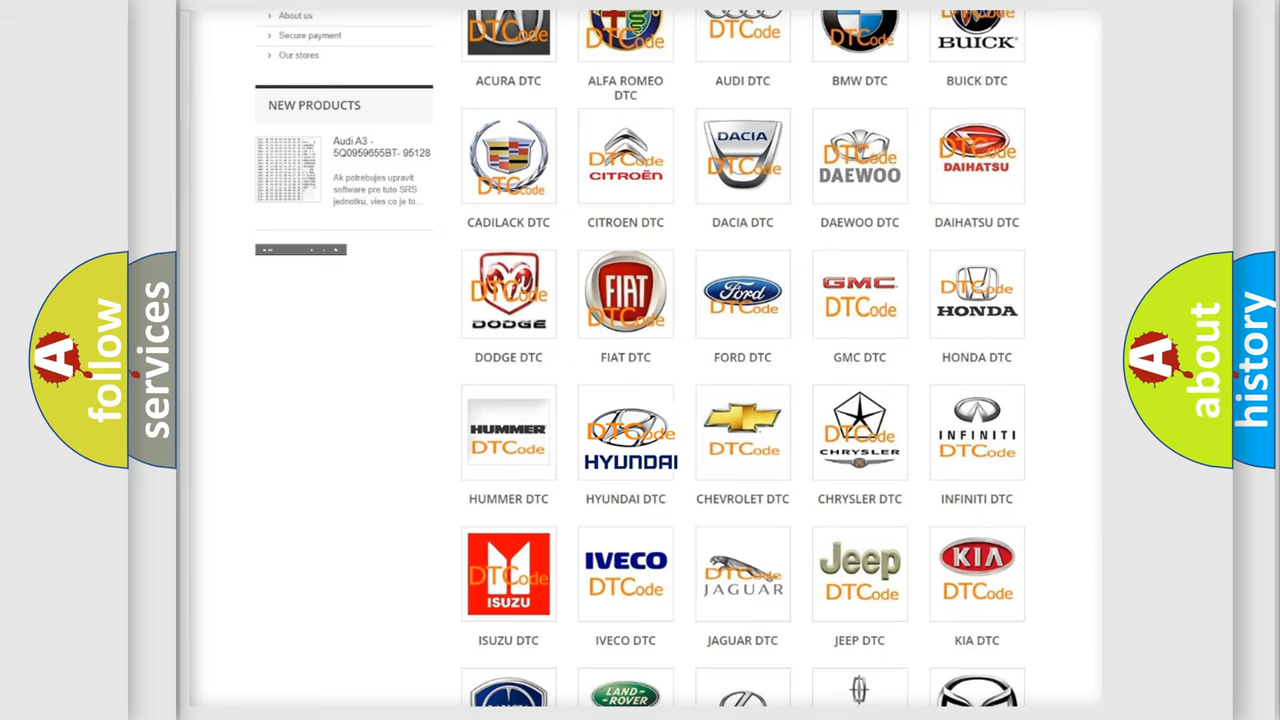 About us
Secure payment
Our stores
NEW PRODUCTS
Audi A3 -
5Q0959655BT- 95128
Ak potrebujes upravit
software pre tuto SRS
jednotku, vies co je to...
DTCode
DTCode
DTCode
DTCode
BUICK
ACURA DTC
ALFA ROMEO
DTC
AUDI DTC
BMW DTC
BUICK DTC
DTCode
DTCode
CITROËN
DACIA
DTCode
DTCode
DAEWOO
DTCode
DAIHATSU
CADILACK DTC
CITROEN DTC
DACIA DTC
DAEWOO DTC
DAIHATSU DTC
DTCode
DODGE
FIAT
DTCode
Ford
DTCode
GMC
DTCode
DTCode
HONDA
DODGE DTC
FIAT DTC
FORD DTC
GMC DTC
HONDA DTC
HUMMER
DTCode
DTCode
HYUNDAI
DTCode
DTCode
CHRYSLER
INFINITI
DTCode
HUMMER DTC
HYUNDAI DTC
CHEVROLET DTC
CHRYSLER DTC
INFINITI DTC
DTCode
ISUZU
IVECO
DTCode
DTCode
JAGUAR
Jeep
DTCode
KIA
DTCode
ISUZU DTC
IVECO DTC
JAGUAR DTC
JEEP DTC
KIA DTC
LAND-
ROVER
A
follow
services
A
about
history